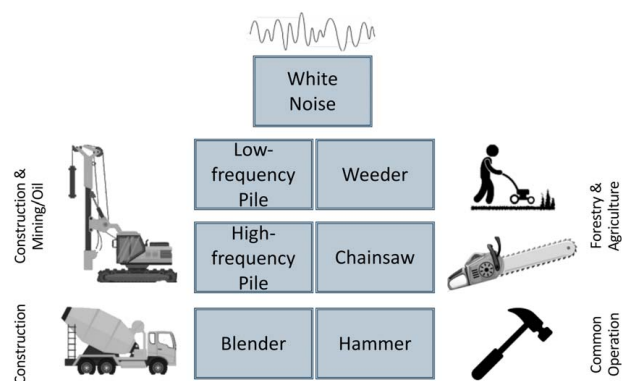 White
Noise
Construction &
Mining/Oil
Low-
frequency
Pile
Weeder
Forestry &
Agriculture
High-
frequency
Pile
Chainsaw
Construction
Blender
Hammer
Common
Operation